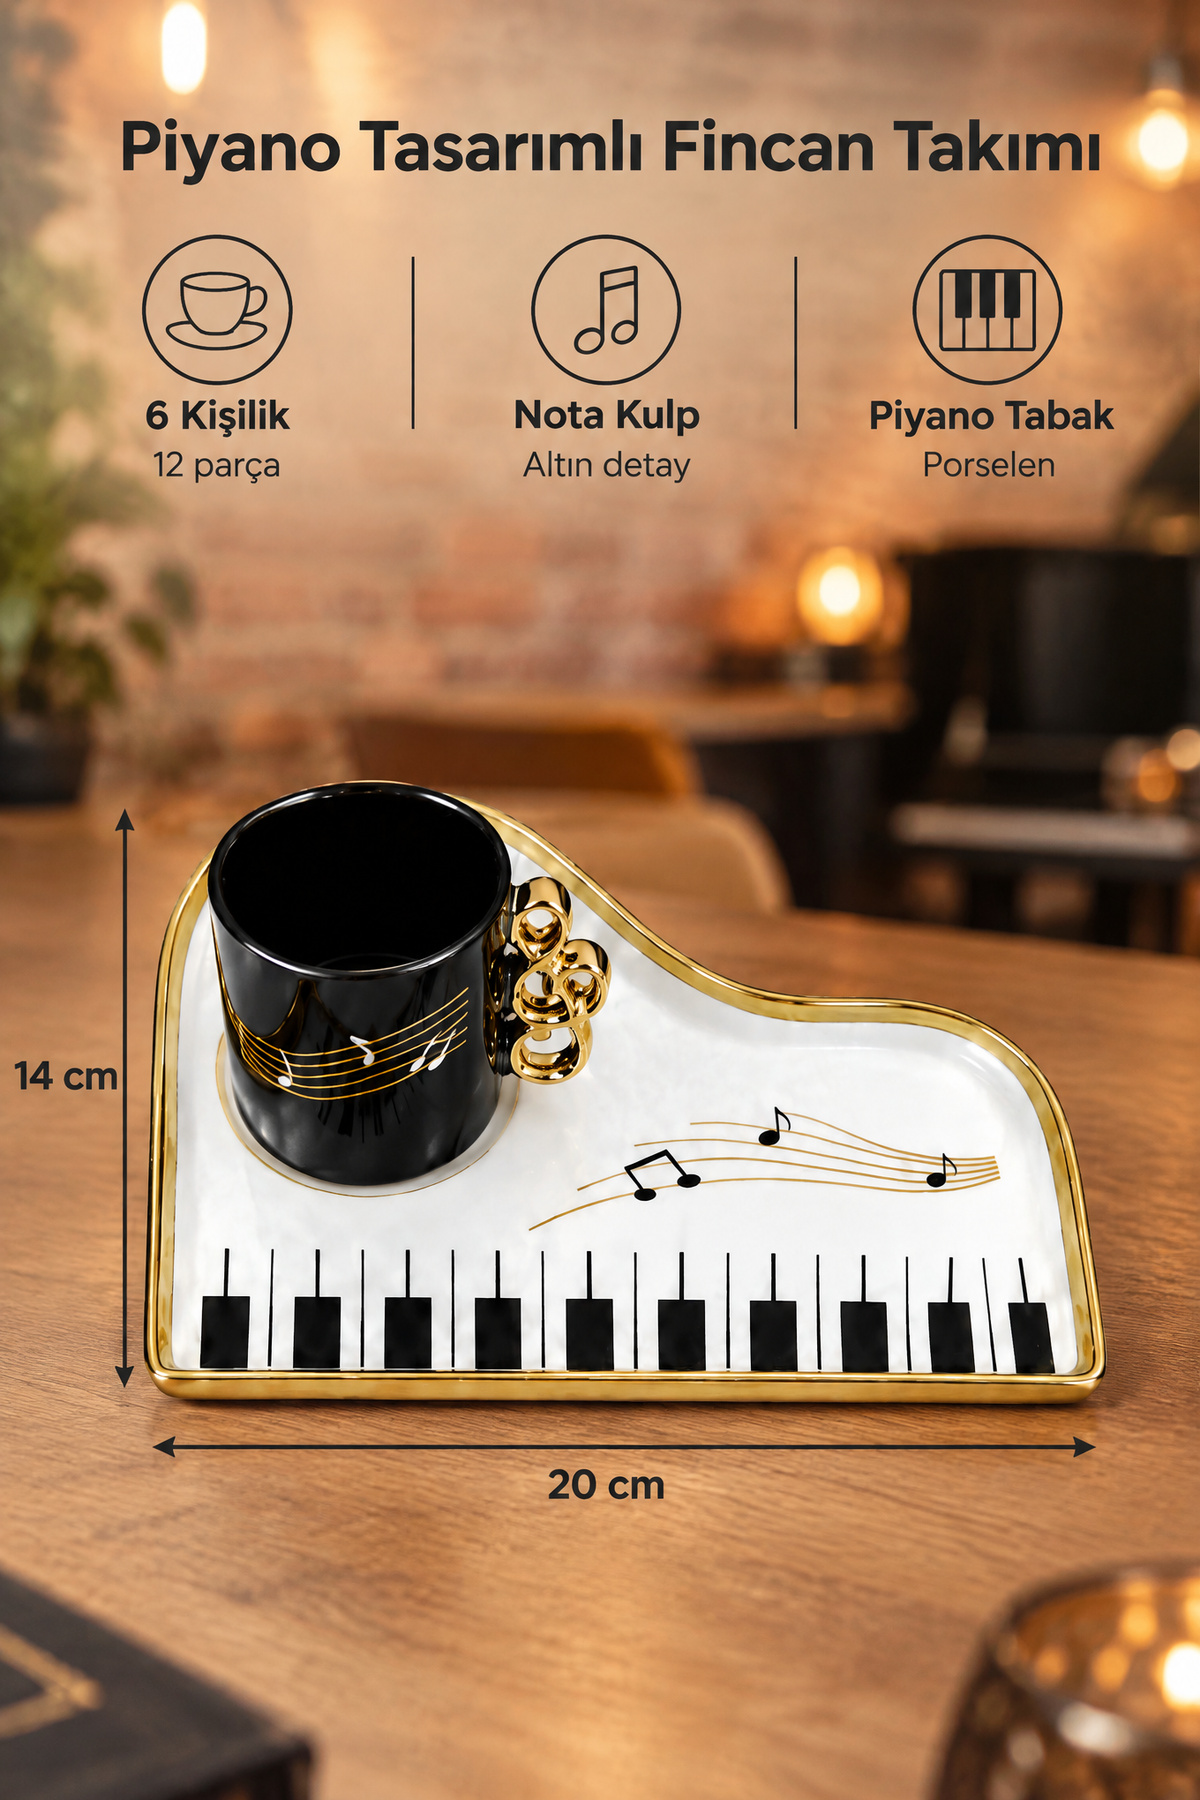 Piyano Tasarımlı Fincan Takımı
6 Kişilik
12 parça
Nota Kulp
Altın detay
Piyano Tabak
Porselen
14 cm
20 cm